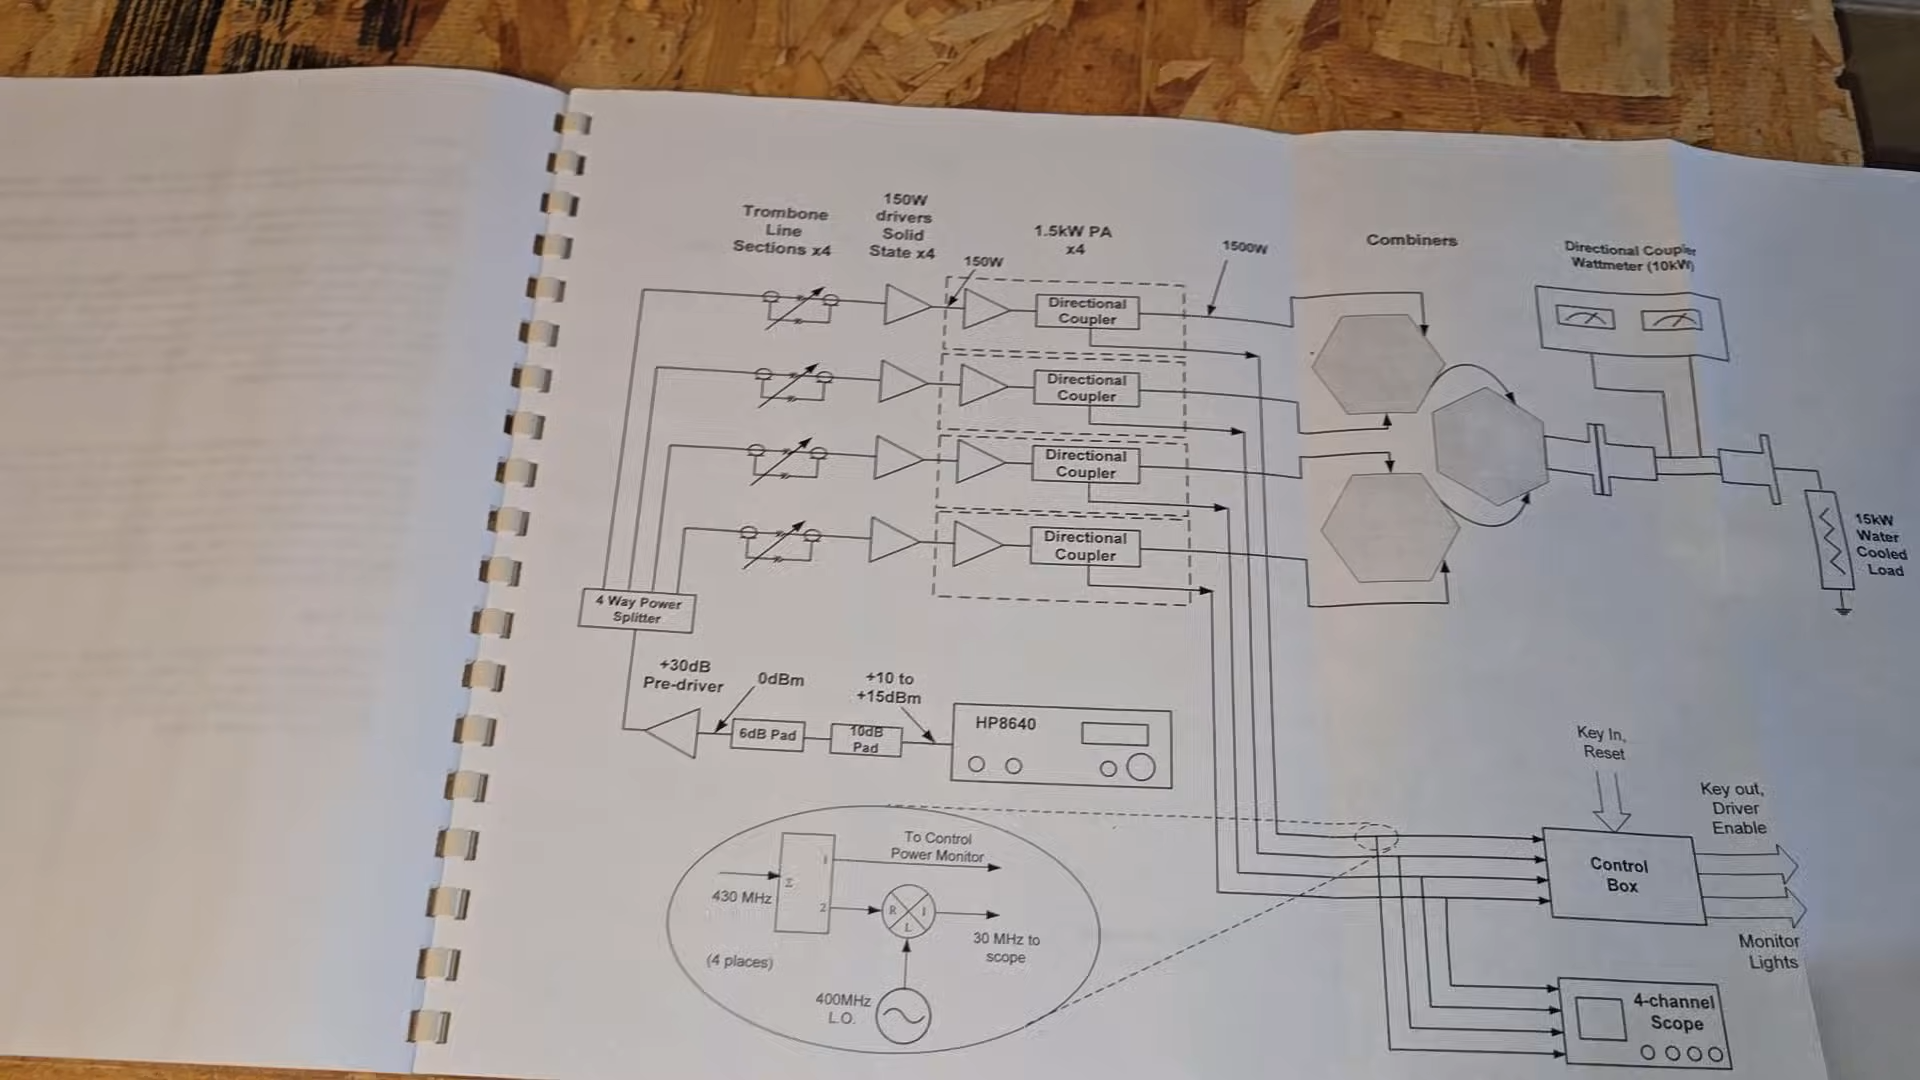 Trombone
Line
Sections x4
150W
drivers
Solid
State x4
150W
1.5kW PA
x4
1500W
Combiners
Directional Coupler
Wattmeter (10kW)
Directional
Coupler
Directional
Coupler
Directional
Coupler
Directional
Coupler
15kW
Water
Cooled
Load
4 Way Power
Splitter
+30dB
Pre-driver
0dBm
+10 to
+15dBm
6dB Pad
10dB
Pad
HP8640
Key In,
Reset
Key out,
Driver
Enable
Control
Box
Monitor
Lights
4-channel
Scope
To Control
Power Monitor
430 MHz
Σ
1
2
R
I
L
30 MHz to
scope
(4 places)
400MHz
L.O.